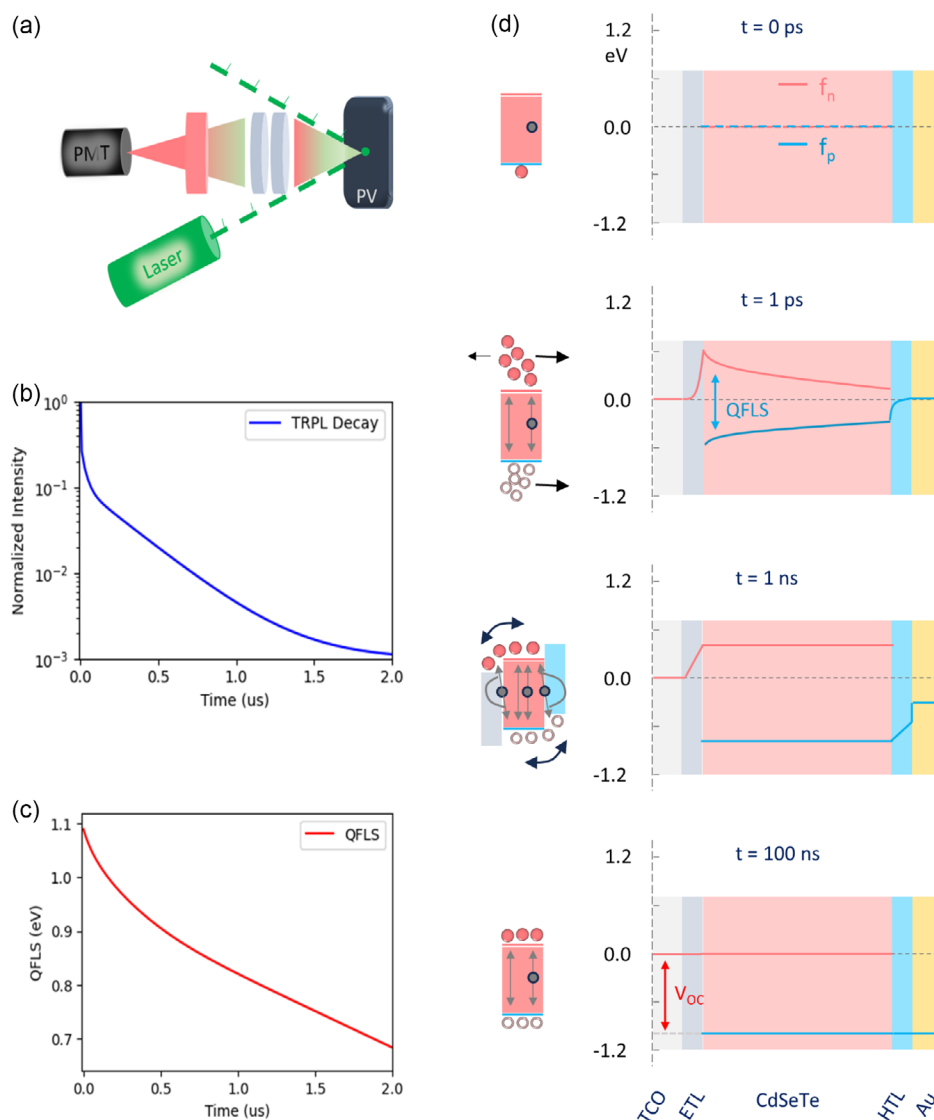 (a)
PMT
PV
Laser
(b)
10⁰
10⁻¹
10⁻²
10⁻³
Normalized Intensity
TRPL Decay
0.0
0.5
1.0
1.5
2.0
Time (us)
(c)
1.1
1.0
0.9
0.8
0.7
QFLS (eV)
QFLS
0.0
0.5
1.0
1.5
2.0
Time (us)
(d)
t = 0 ps
1.2
eV
0.0
-1.2
fₙ
fₚ
t = 1 ps
1.2
0.0
-1.2
QFLS
t = 1 ns
1.2
0.0
-1.2
t = 100 ns
1.2
0.0
-1.2
V_OC
TCO
ETL
CdSeTe
HTL
Au